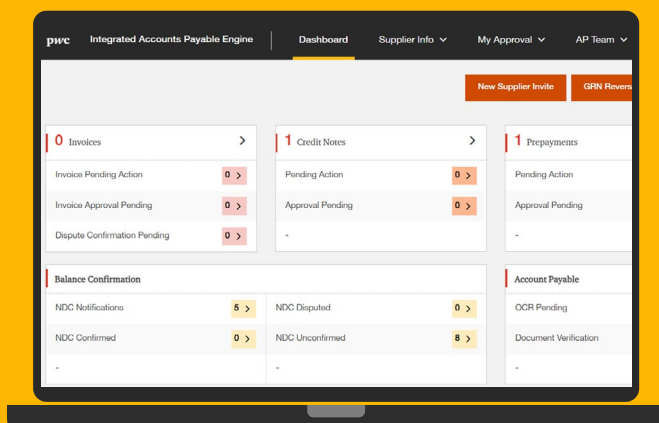 pwc Integrated Accounts Payable Engine Dashboard Supplier Info My Approval AP Team
New Supplier Invite GRN Revers
0 Invoices 1 Credit Notes 1 Prepayments
Invoice Pending Action 0 Pending Action 0 Pending Action
Invoice Approval Pending 0 Approval Pending 0 Approval Pending
Dispute Confirmation Pending 0 - -
Balance Confirmation Account Payable
NDC Notifications 5 NDC Disputed 0 OCR Pending
NDC Confirmed 0 NDC Unconfirmed 8 Document Verification
- - -